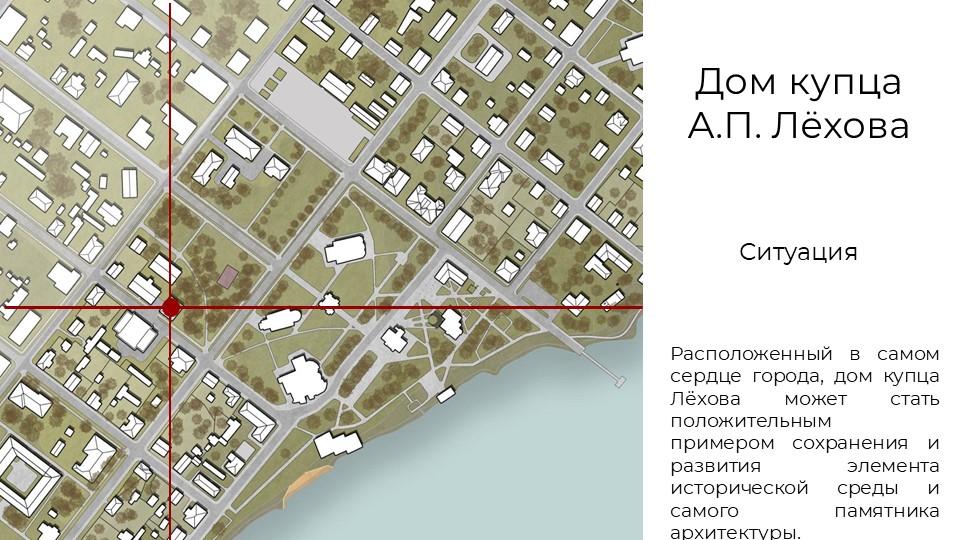 Дом купца
А.П. Лёхова
Ситуация
Расположенный в самом
сердце города, дом купца
Лёхова может стать
положительным
примером сохранения и
развития элемента
исторической среды и
самого памятника
архитектуры.